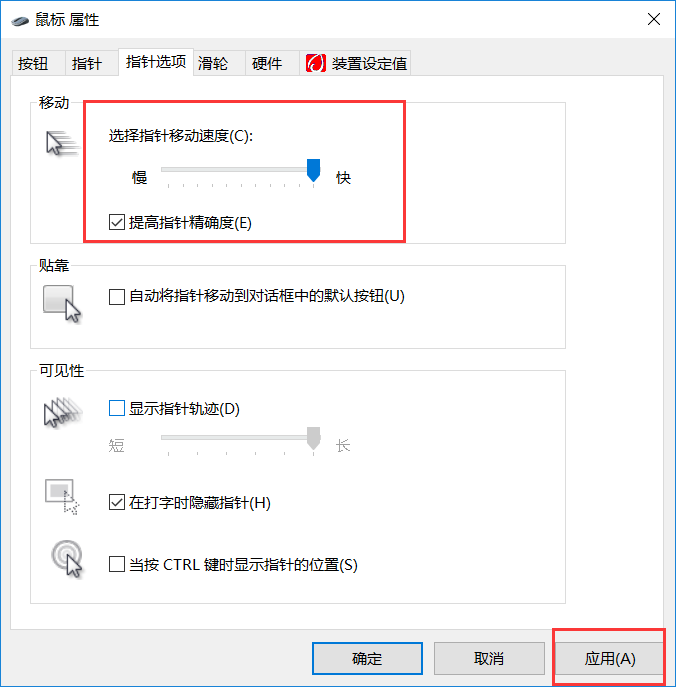 鼠标 属性
按钮 指针 指针选项 滑轮 硬件 装置设定值
移动
选择指针移动速度(C):
慢 快
提高指针精确度(E)
贴靠
自动将指针移动到对话框中的默认按钮(U)
可见性
显示指针轨迹(D)
短 长
在打字时隐藏指针(H)
当按 CTRL 键时显示指针的位置(S)
确定 取消 应用(A)